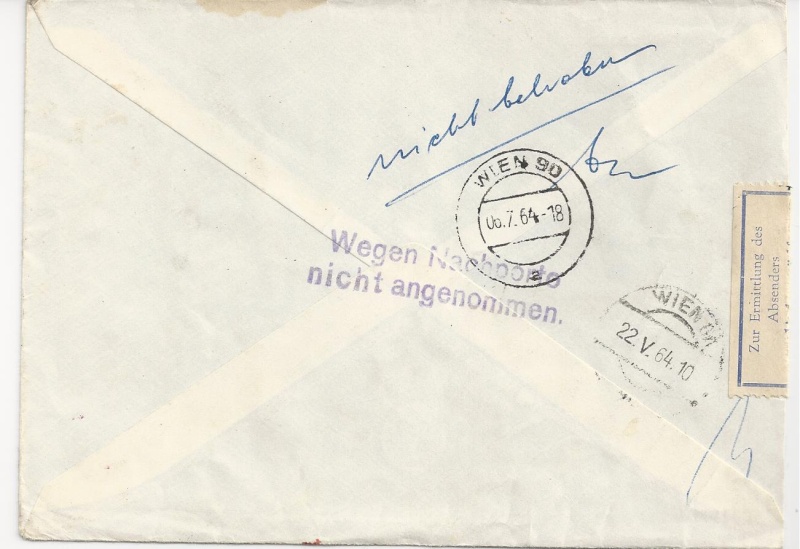 nicht behoben
WIEN 90
06.7.64-18
2
Wegen Nachporto
nicht angenommen.
WIEN
22.V.64.10
Zur Ermittlung des
Absenders